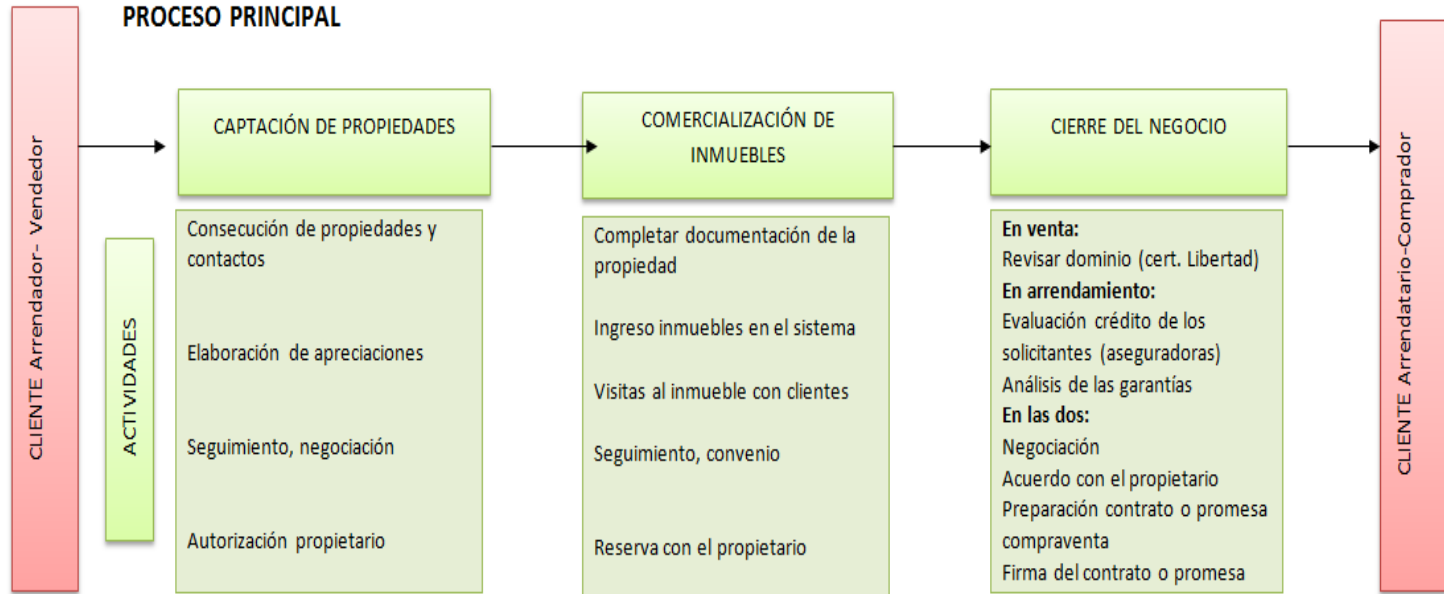 PROCESO PRINCIPAL
CLIENTE Arrendador- Vendedor
CAPTACIÓN DE PROPIEDADES
COMERCIALIZACIÓN DE
INMUEBLES
CIERRE DEL NEGOCIO
CLIENTE Arrendatario-Comprador
ACTIVIDADES
Consecución de propiedades y
contactos
Elaboración de apreciaciones
Seguimiento, negociación
Autorización propietario
Completar documentación de la
propiedad
Ingreso inmuebles en el sistema
Visitas al inmueble con clientes
Seguimiento, convenio
Reserva con el propietario
En venta:
Revisar dominio (cert. Libertad)
En arrendamiento:
Evaluación crédito de los
solicitantes (aseguradoras)
Análisis de las garantías
En las dos:
Negociación
Acuerdo con el propietario
Preparación contrato o promesa
compraventa
Firma del contrato o promesa